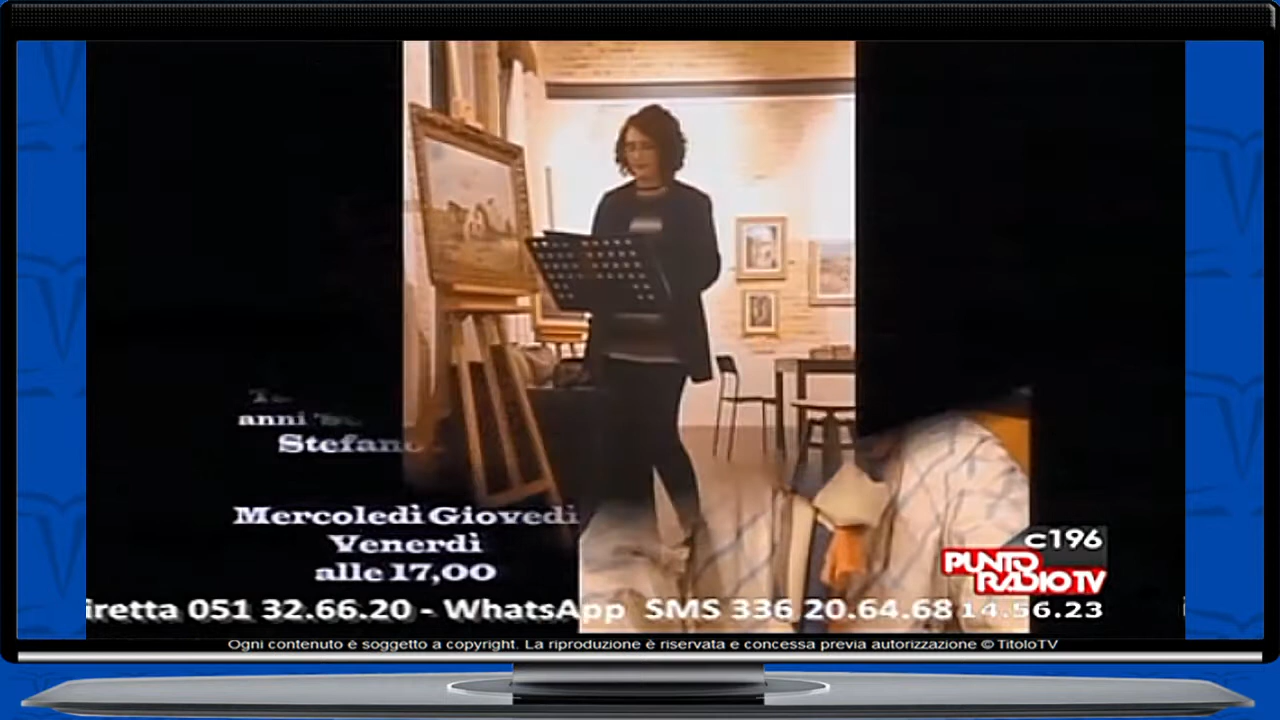 anni
Stefano
Mercoledì Giovedì
Venerdì
alle 17,00
c196
PUNTO
RADIO TV
iretta 051 32.66.20 - WhatsApp SMS 336 20.64.68
14.56.23
Ogni contenuto è soggetto a copyright. La riproduzione è riservata e concessa previa autorizzazione © TitoloTV